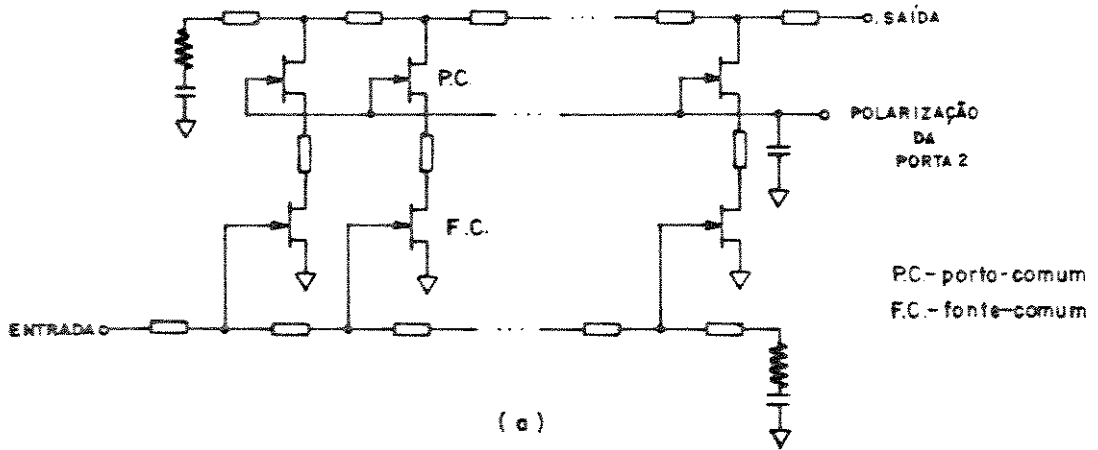 SAÍDA
P.C.
POLARIZAÇÃO
DA
PORTA 2
F.C.
P.C.-porta-comum
F.C.-fonte-comum
ENTRADA
(a)